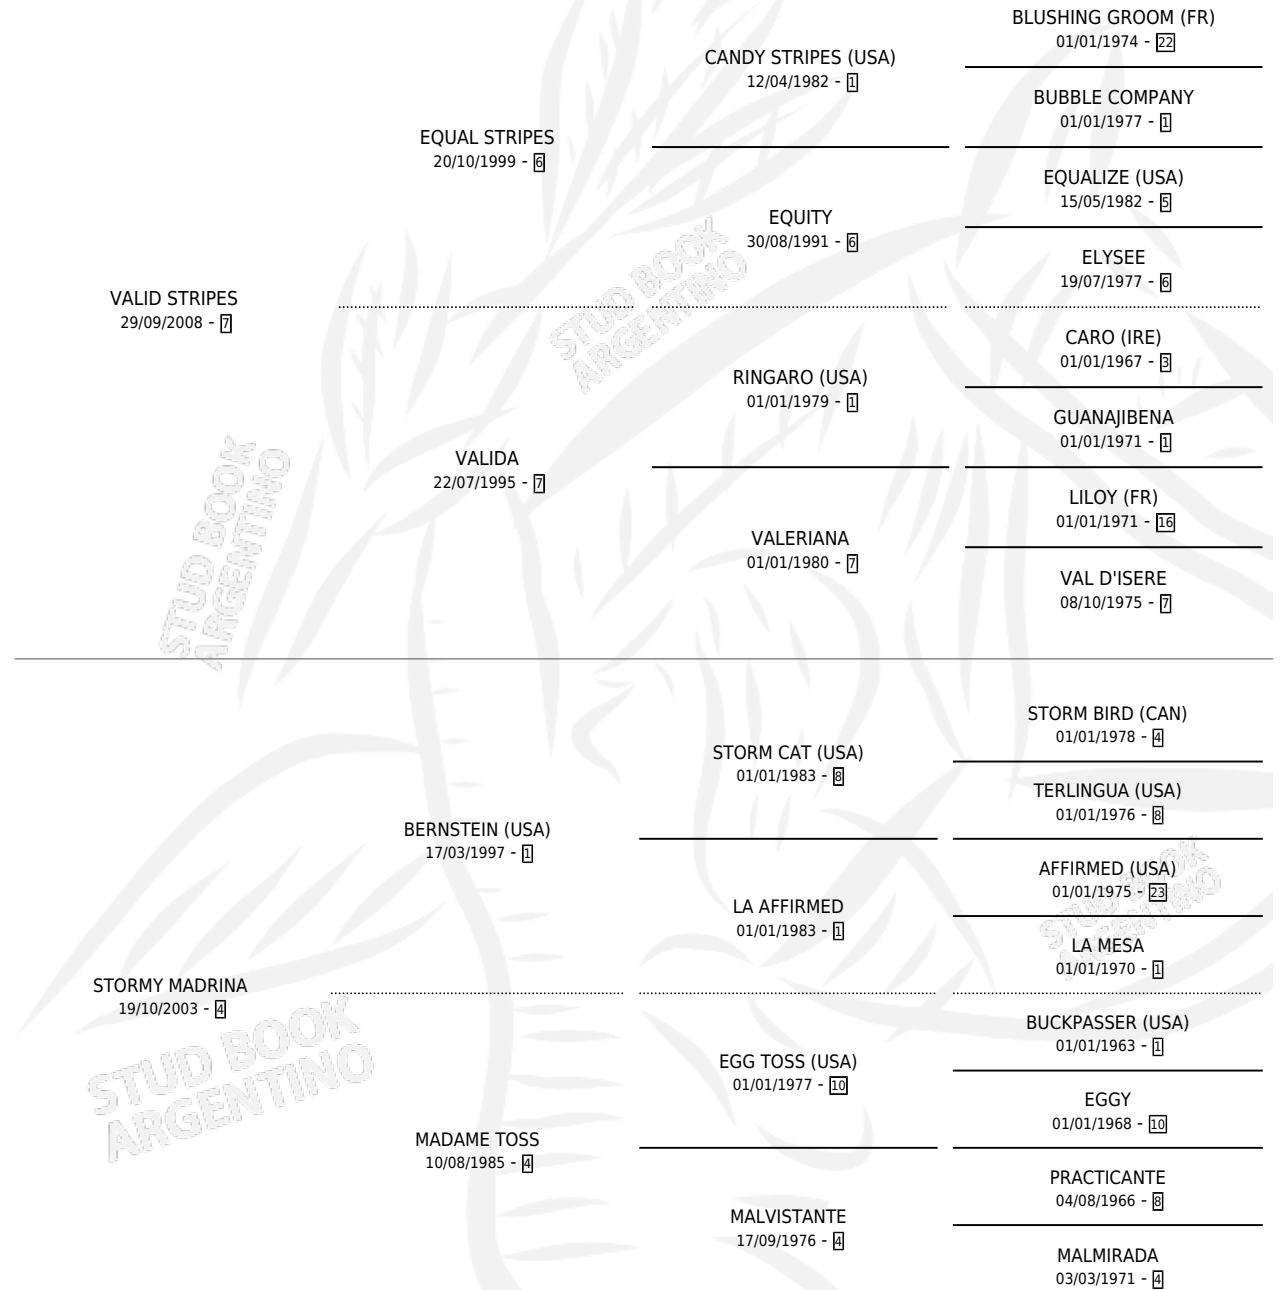 BLUSHING GROOM (FR)
01/01/1974 - 22
CANDY STRIPES (USA)
12/04/1982 - 1
BUBBLE COMPANY
01/01/1977 - 1
EQUAL STRIPES
20/10/1999 - 6
EQUALIZE (USA)
15/05/1982 - 5
EQUITY
30/08/1991 - 6
ELYSEE
19/07/1977 - 6
VALID STRIPES
29/09/2008 - 7
CARO (IRE)
01/01/1967 - 3
RINGARO (USA)
01/01/1979 - 1
GUANAJIBENA
01/01/1971 - 1
VALIDA
22/07/1995 - 7
LILOY (FR)
01/01/1971 - 16
VALERIANA
01/01/1980 - 7
VAL D'ISERE
08/10/1975 - 7
STORM BIRD (CAN)
01/01/1978 - 4
STORM CAT (USA)
01/01/1983 - 8
TERLINGUA (USA)
01/01/1976 - 8
BERNSTEIN (USA)
17/03/1997 - 1
AFFIRMED (USA)
01/01/1975 - 23
LA AFFIRMED
01/01/1983 - 1
LA MESA
01/01/1970 - 1
STORMY MADRINA
19/10/2003 - 4
BUCKPASSER (USA)
01/01/1963 - 1
EGG TOSS (USA)
01/01/1977 - 10
EGGY
01/01/1968 - 10
MADAME TOSS
10/08/1985 - 4
PRACTICANTE
04/08/1966 - 8
MALVISTANTE
17/09/1976 - 4
MALMIRADA
03/03/1971 - 4
STUD BOOK
ARGENTINO
STUD BOOK
ARGENTINO
STUD BOOK
ARGENTINO
STUD BOOK
ARGENTINO